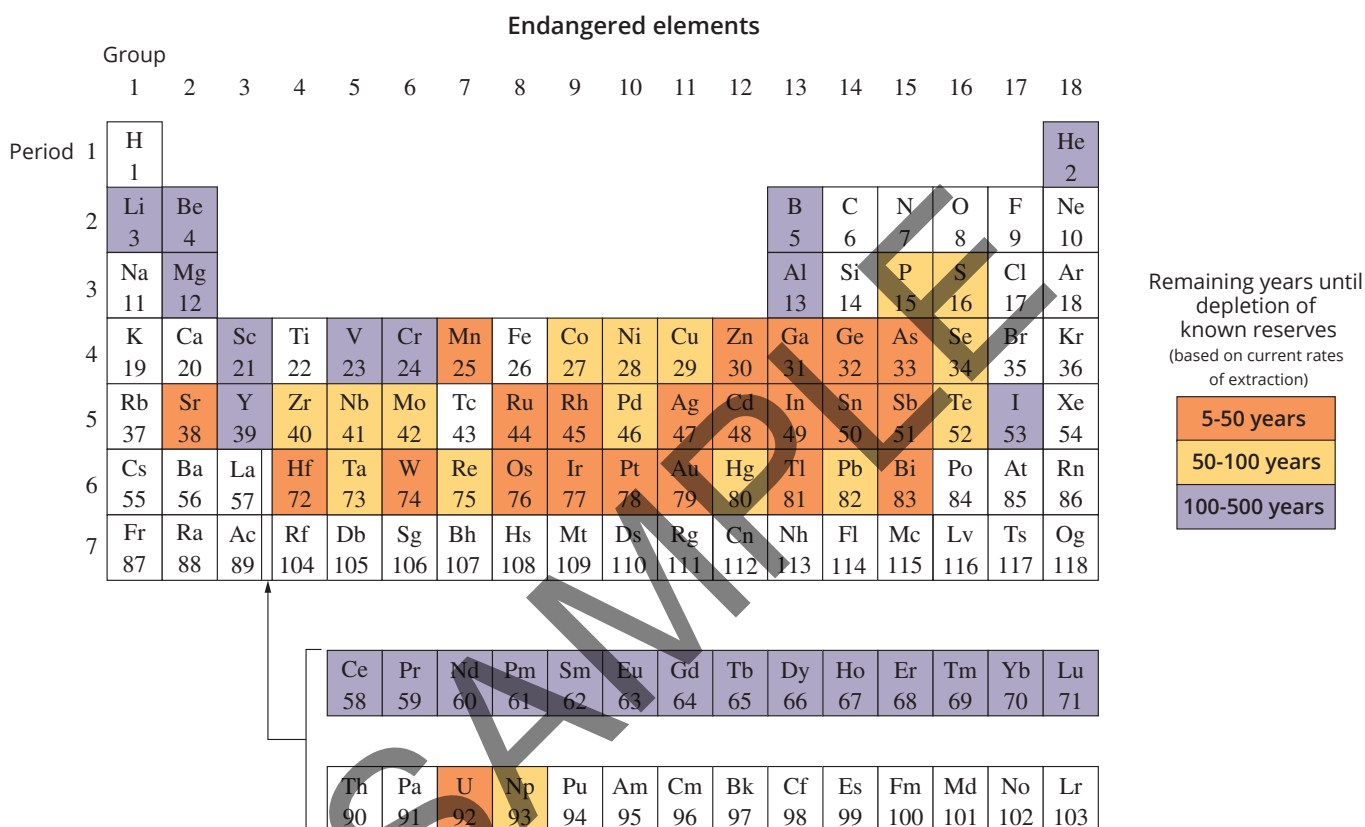 Endangered elements
Group
1 2 3 4 5 6 7 8 9 10 11 12 13 14 15 16 17 18
Period 1 H He
1 2
2 Li Be B C N O F Ne
3 4 5 6 7 8 9 10
3 Na Mg Al Si P S Cl Ar
11 12 13 14 15 16 17 18
4 K Ca Sc Ti V Cr Mn Fe Co Ni Cu Zn Ga Ge As Se Br Kr
19 20 21 22 23 24 25 26 27 28 29 30 31 32 33 34 35 36
5 Rb Sr Y Zr Nb Mo Tc Ru Rh Pd Ag Cd In Sn Sb Te I Xe
37 38 39 40 41 42 43 44 45 46 47 48 49 50 51 52 53 54
6 Cs Ba La Hf Ta W Re Os Ir Pt Au Hg Tl Pb Bi Po At Rn
55 56 57 72 73 74 75 76 77 78 79 80 81 82 83 84 85 86
7 Fr Ra Ac Rf Db Sg Bh Hs Mt Ds Rg Cn Nh Fl Mc Lv Ts Og
87 88 89 104 105 106 107 108 109 110 111 112 113 114 115 116 117 118
Ce Pr Nd Pm Sm Eu Gd Tb Dy Ho Er Tm Yb Lu
58 59 60 61 62 63 64 65 66 67 68 69 70 71
Th Pa U Np Pu Am Cm Bk Cf Es Fm Md No Lr
90 91 92 93 94 95 96 97 98 99 100 101 102 103
Remaining years until
depletion of
known reserves
(based on current rates
of extraction)
5-50 years
50-100 years
100-500 years
SAMPLE